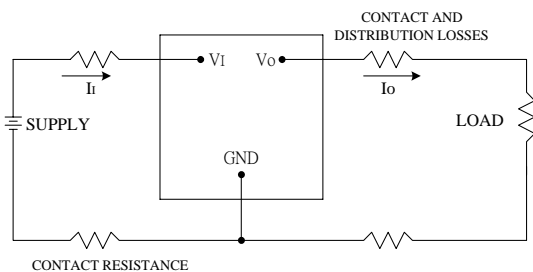 CONTACT AND
DISTRIBUTION LOSSES
VI
VO
II
IO
SUPPLY
LOAD
GND
CONTACT RESISTANCE